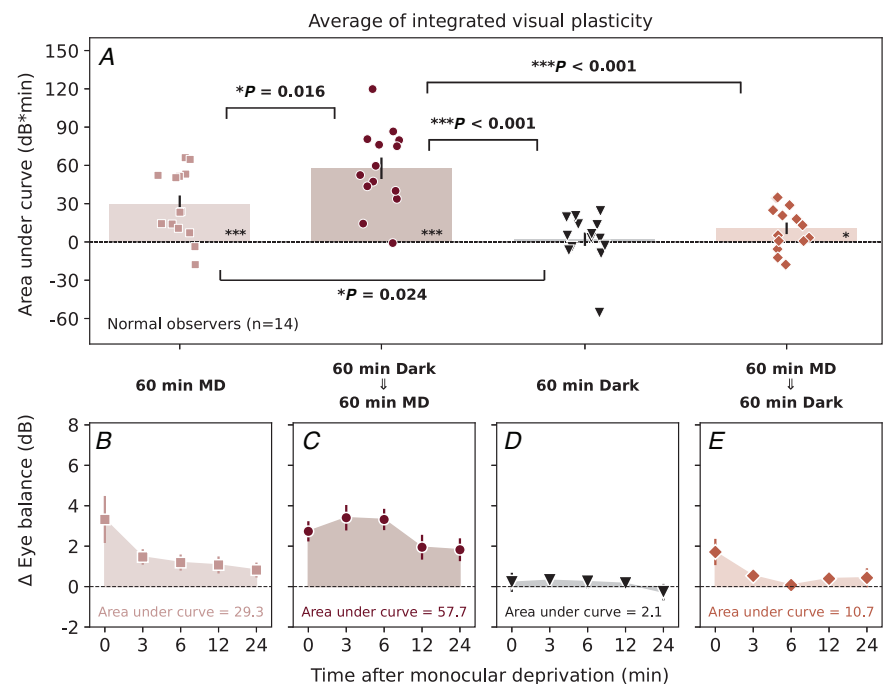 Average of integrated visual plasticity
A
Area under curve (dB*min)
150
120
90
60
30
0
-30
-60
*P = 0.016
***P < 0.001
***P < 0.001
*P = 0.024
***
***
*
Normal observers (n=14)
60 min MD
60 min Dark
⇓
60 min MD
60 min Dark
60 min MD
⇓
60 min Dark
Δ Eye balance (dB)
8
6
4
2
0
-2
B
Area under curve = 29.3
0 3 6 12 24
C
Area under curve = 57.7
0 3 6 12 24
D
Area under curve = 2.1
0 3 6 12 24
E
Area under curve = 10.7
0 3 6 12 24
Time after monocular deprivation (min)